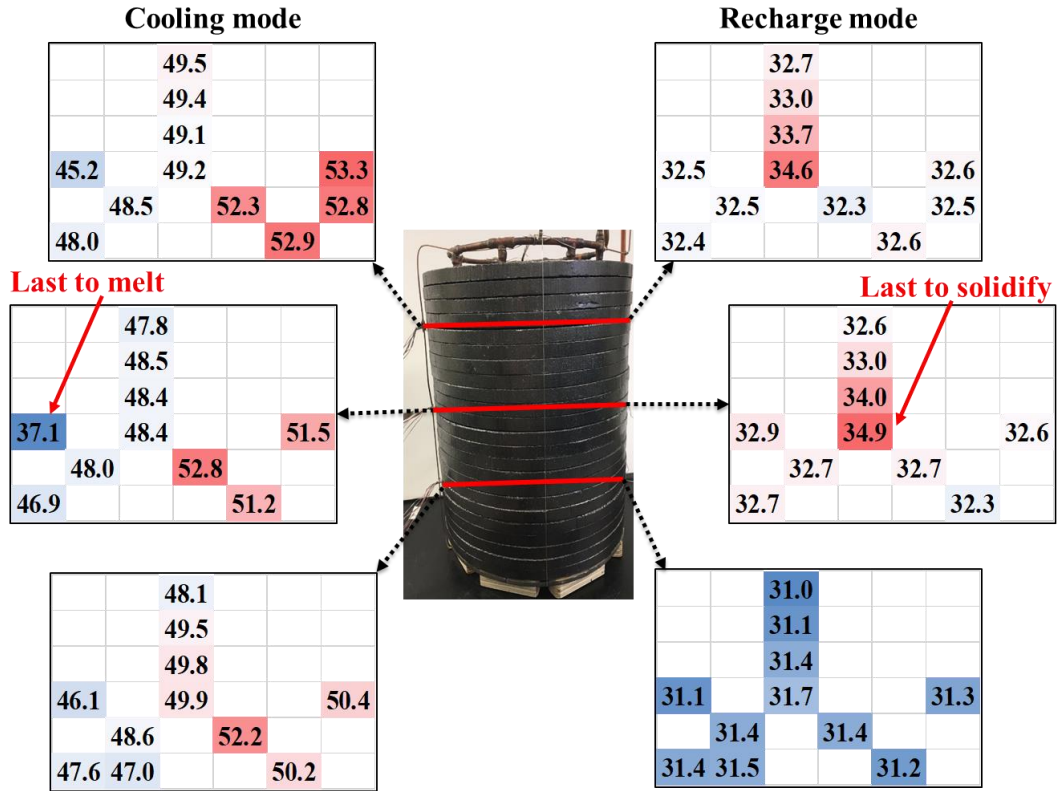 Cooling mode
Recharge mode
49.5
49.4
49.1
45.2 49.2 53.3
48.5 52.3 52.8
48.0 52.9
32.7
33.0
33.7
32.5 34.6 32.6
32.5 32.3 32.5
32.4 32.6
Last to melt
47.8
48.5
48.4
37.1 48.4 51.5
48.0 52.8
46.9 51.2
Last to solidify
32.6
33.0
34.0
32.9 34.9 32.6
32.7 32.7
32.7 32.3
48.1
49.5
49.8
46.1 49.9 50.4
48.6 52.2
47.6 47.0 50.2
31.0
31.1
31.4
31.1 31.7 31.3
31.4 31.4
31.4 31.5 31.2